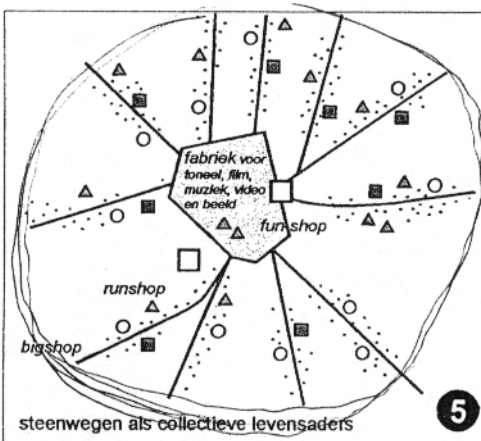 fabriek voor
toneel, film,
muziek, video
en beeld
fun-shop
runshop
bigshop
steenwegen als collectieve levensaders
5